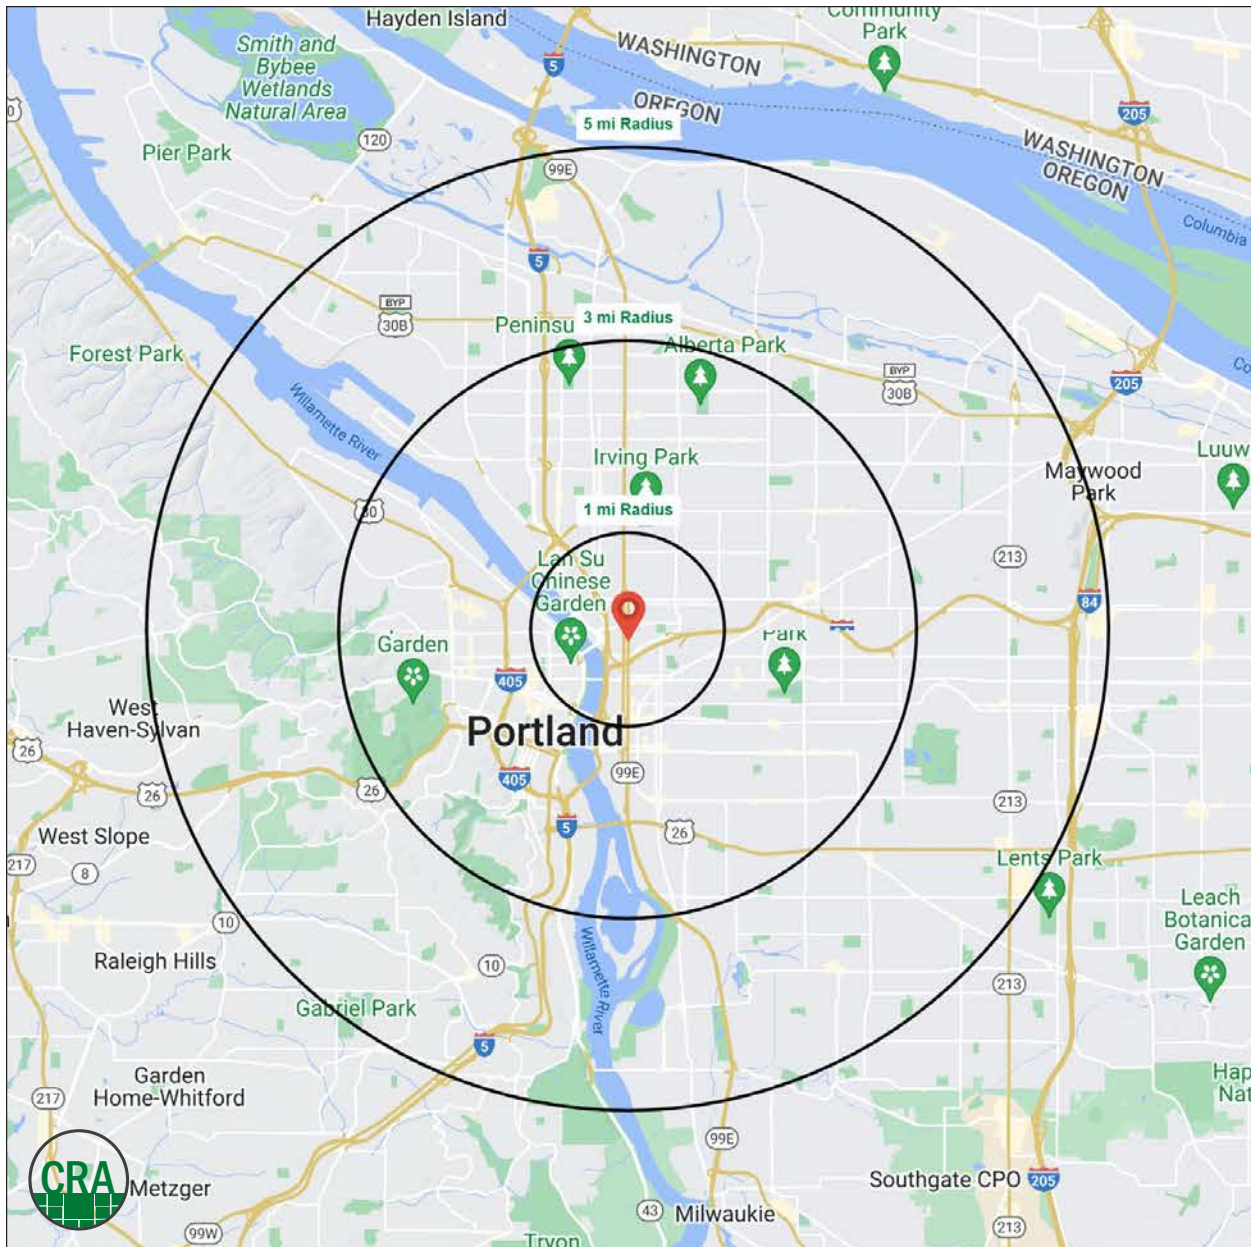 Hayden Island
Community
Park
Smith and
Bybee
Wetlands
Natural Area
5
WASHINGTON
OREGON
205
5 mi Radius
120
Pier Park
99E
WASHINGTON
OREGON
Columbia
5
BYP
30B
3 mi Radius
Peninsu
Alberta Park
Forest Park
BYP
30B
205
Willamette River
Irving Park
Maywood
Park
Luuw
30
1 mi Radius
213
Lan Su
Chinese
Garden
84
Park
Garden
405
West
Haven-Sylvan
Portland
26
26
26
99E
405
213
5
26
West Slope
217
8
Lents Park
10
Leach
Botanica
Garden
Raleigh Hills
10
Willamette River
213
Gabriel Park
5
Garden
Home-Whitford
Hap
Nat
217
99E
CRA
Metzger
Southgate CPO
205
43
Milwaukie
99W
213
Tryon